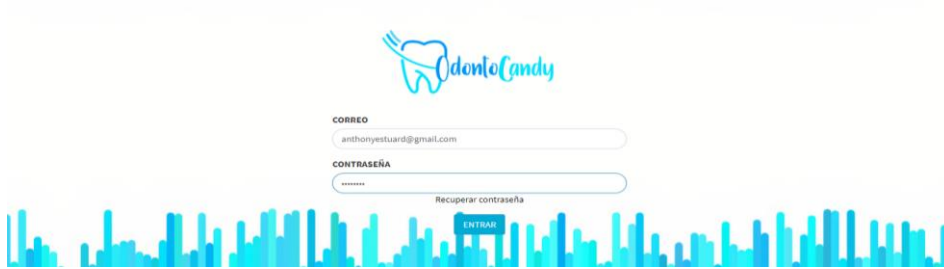 OdontoCandy
CORREO
anthonyestuard@gmail.com
CONTRASEÑA
••••••••
Recuperar contraseña
ENTRAR